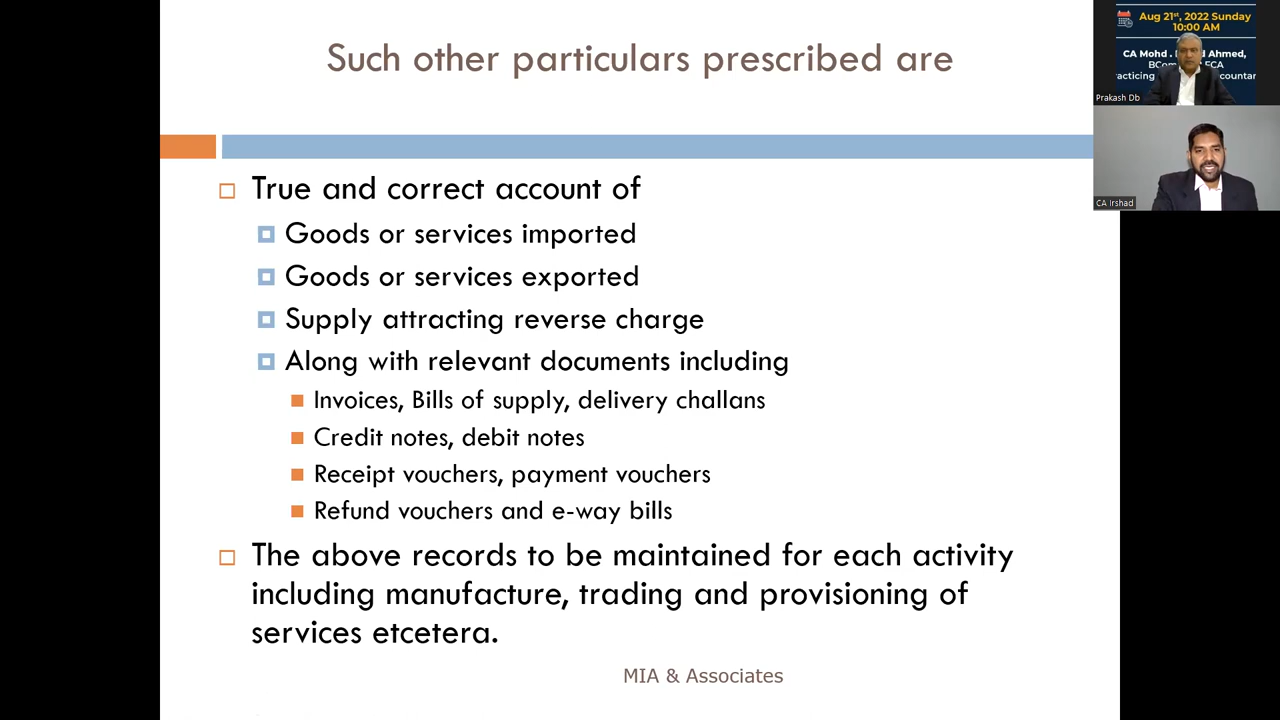 Such other particulars prescribed are
True and correct account of
Goods or services imported
Goods or services exported
Supply attracting reverse charge
Along with relevant documents including
Invoices, Bills of supply, delivery challans
Credit notes, debit notes
Receipt vouchers, payment vouchers
Refund vouchers and e-way bills
The above records to be maintained for each activity
including manufacture, trading and provisioning of
services etcetera.
MIA & Associates
Aug 21st, 2022 Sunday
10:00 AM
CA Mohd . Ahmed,
Prakash Db
CA Irshad